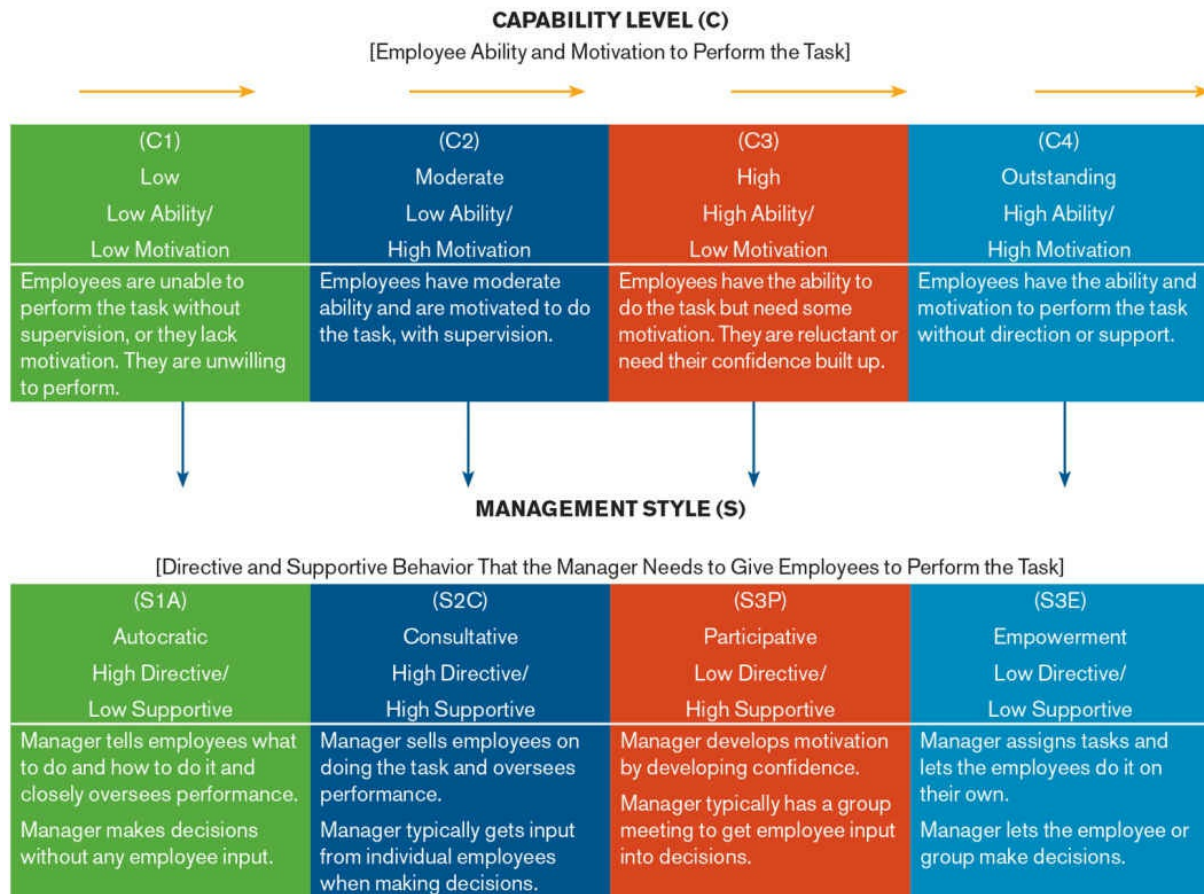 CAPABILITY LEVEL (C)
[Employee Ability and Motivation to Perform the Task]
(C1)
Low
Low Ability/
Low Motivation
Employees are unable to
perform the task without
supervision, or they lack
motivation. They are unwilling
to perform.
(C2)
Moderate
Low Ability/
High Motivation
Employees have moderate
ability and are motivated to do
the task, with supervision.
(C3)
High
High Ability/
Low Motivation
Employees have the ability to
do the task but need some
motivation. They are reluctant or
need their confidence built up.
(C4)
Outstanding
High Ability/
High Motivation
Employees have the ability and
motivation to perform the task
without direction or support.
MANAGEMENT STYLE (S)
[Directive and Supportive Behavior That the Manager Needs to Give Employees to Perform the Task]
(S1A)
Autocratic
High Directive/
Low Supportive
Manager tells employees what
to do and how to do it and
closely oversees performance.
Manager makes decisions
without any employee input.
(S2C)
Consultative
High Directive/
High Supportive
Manager sells employees on
doing the task and oversees
performance.
Manager typically gets input
from individual employees
when making decisions.
(S3P)
Participative
Low Directive/
High Supportive
Manager develops motivation
by developing confidence.
Manager typically has a group
meeting to get employee input
into decisions.
(S3E)
Empowerment
Low Directive/
Low Supportive
Manager assigns tasks and
lets the employees do it on
their own.
Manager lets the employee or
group make decisions.